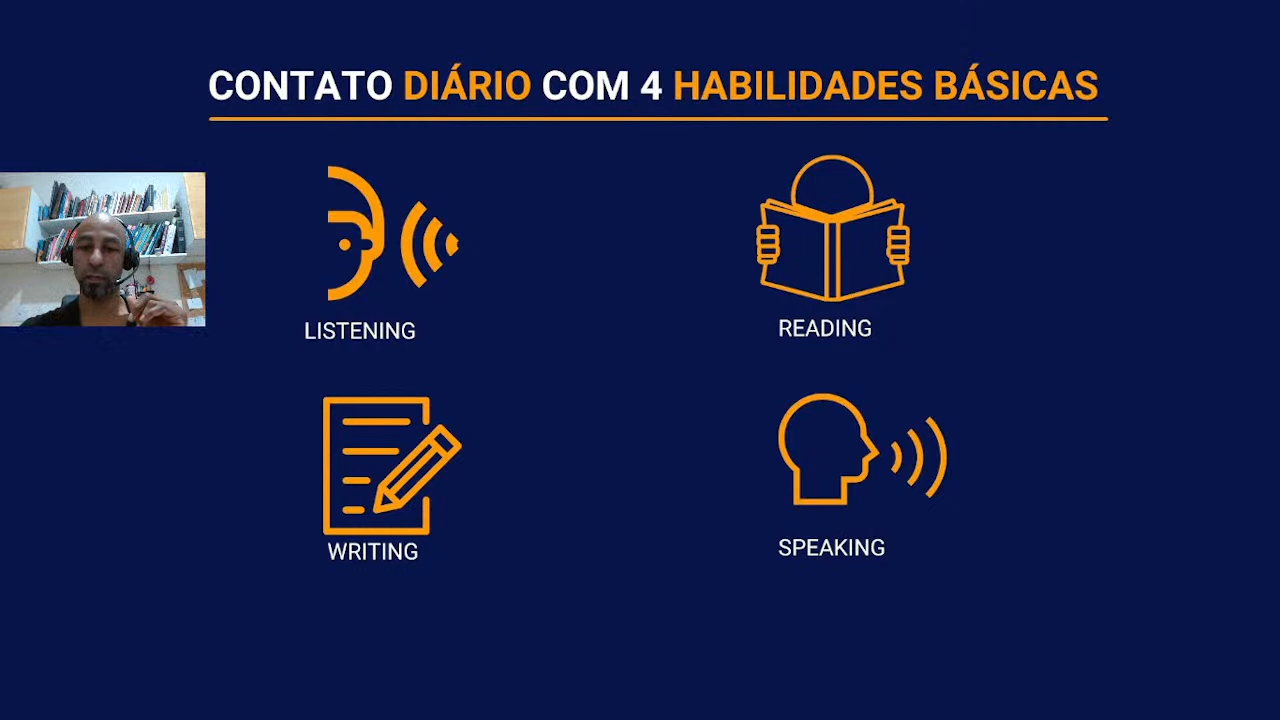 CONTATO DIÁRIO COM 4 HABILIDADES BÁSICAS
LISTENING
READING
WRITING
SPEAKING